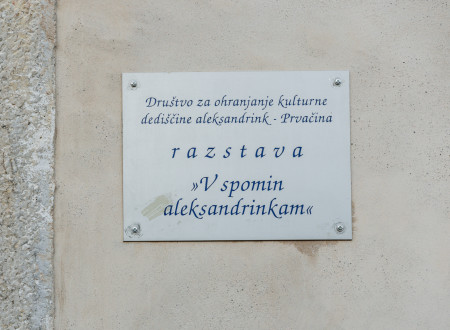 Društvo za ohranjanje kulturne
dediščine aleksandrink - Prvačina
razstava
»V spomin
aleksandrinkam«